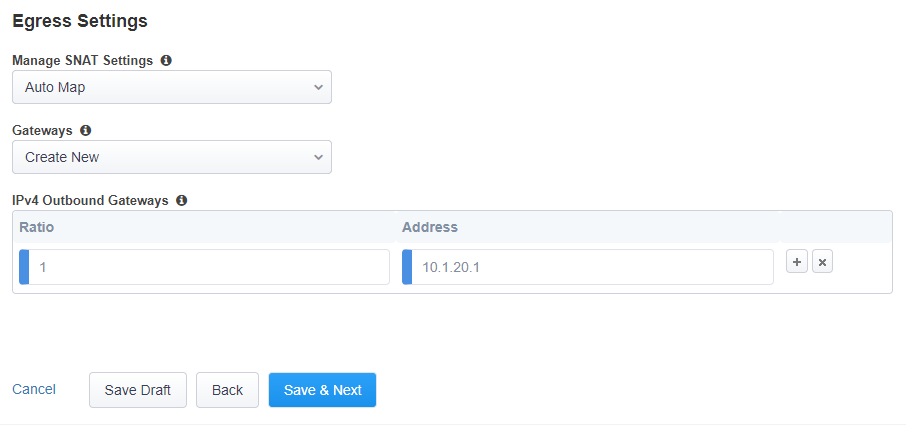 Egress Settings
Manage SNAT Settings
Auto Map
Gateways
Create New
IPv4 Outbound Gateways
Ratio Address
1 10.1.20.1
Cancel Save Draft Back Save & Next